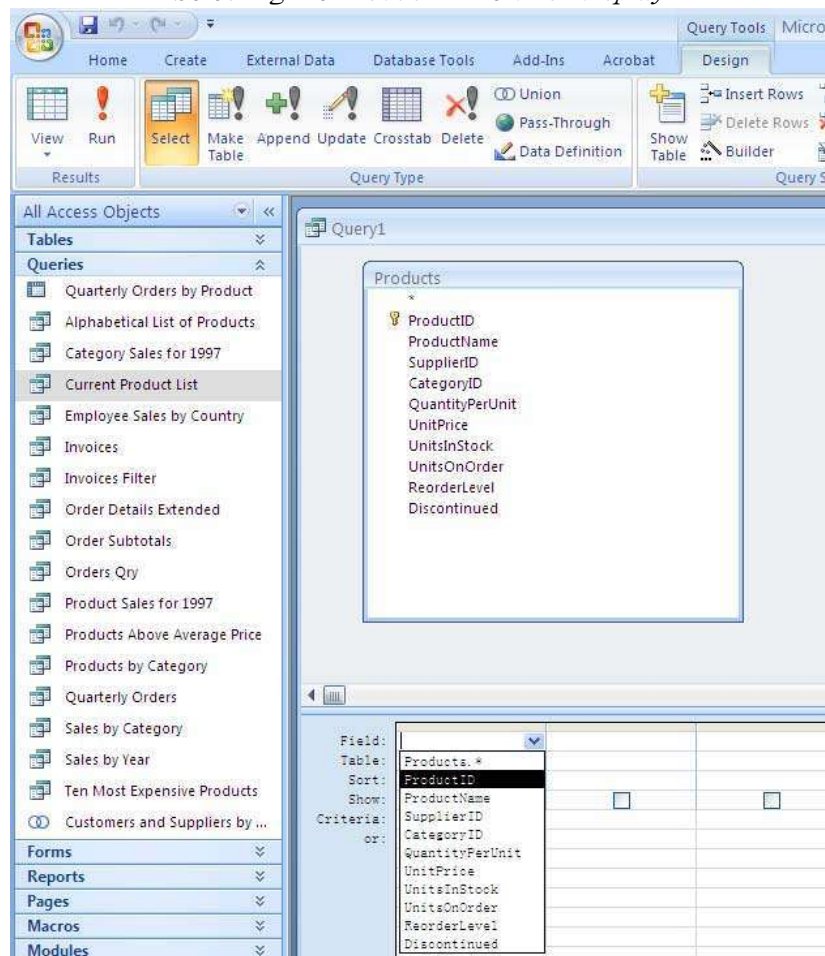 Query Tools Micro
Home Create External Data Database Tools Add-Ins Acrobat Design
View Run Select Make Table Append Update Crosstab Delete
Union
Pass-Through
Data Definition
Show Table
Insert Rows
Delete Rows
Builder
Results Query Type Query S
All Access Objects
Tables
Queries
Quarterly Orders by Product
Alphabetical List of Products
Category Sales for 1997
Current Product List
Employee Sales by Country
Invoices
Invoices Filter
Order Details Extended
Order Subtotals
Orders Qry
Product Sales for 1997
Products Above Average Price
Products by Category
Quarterly Orders
Sales by Category
Sales by Year
Ten Most Expensive Products
Customers and Suppliers by ...
Forms
Reports
Pages
Macros
Modules
Query1
Products
*
ProductID
ProductName
SupplierID
CategoryID
QuantityPerUnit
UnitPrice
UnitsInStock
UnitsOnOrder
ReorderLevel
Discontinued
Field:
Table:
Sort:
Show:
Criteria:
or:
Products.*
ProductID
ProductName
SupplierID
CategoryID
QuantityPerUnit
UnitPrice
UnitsInStock
UnitsOnOrder
ReorderLevel
Discontinued